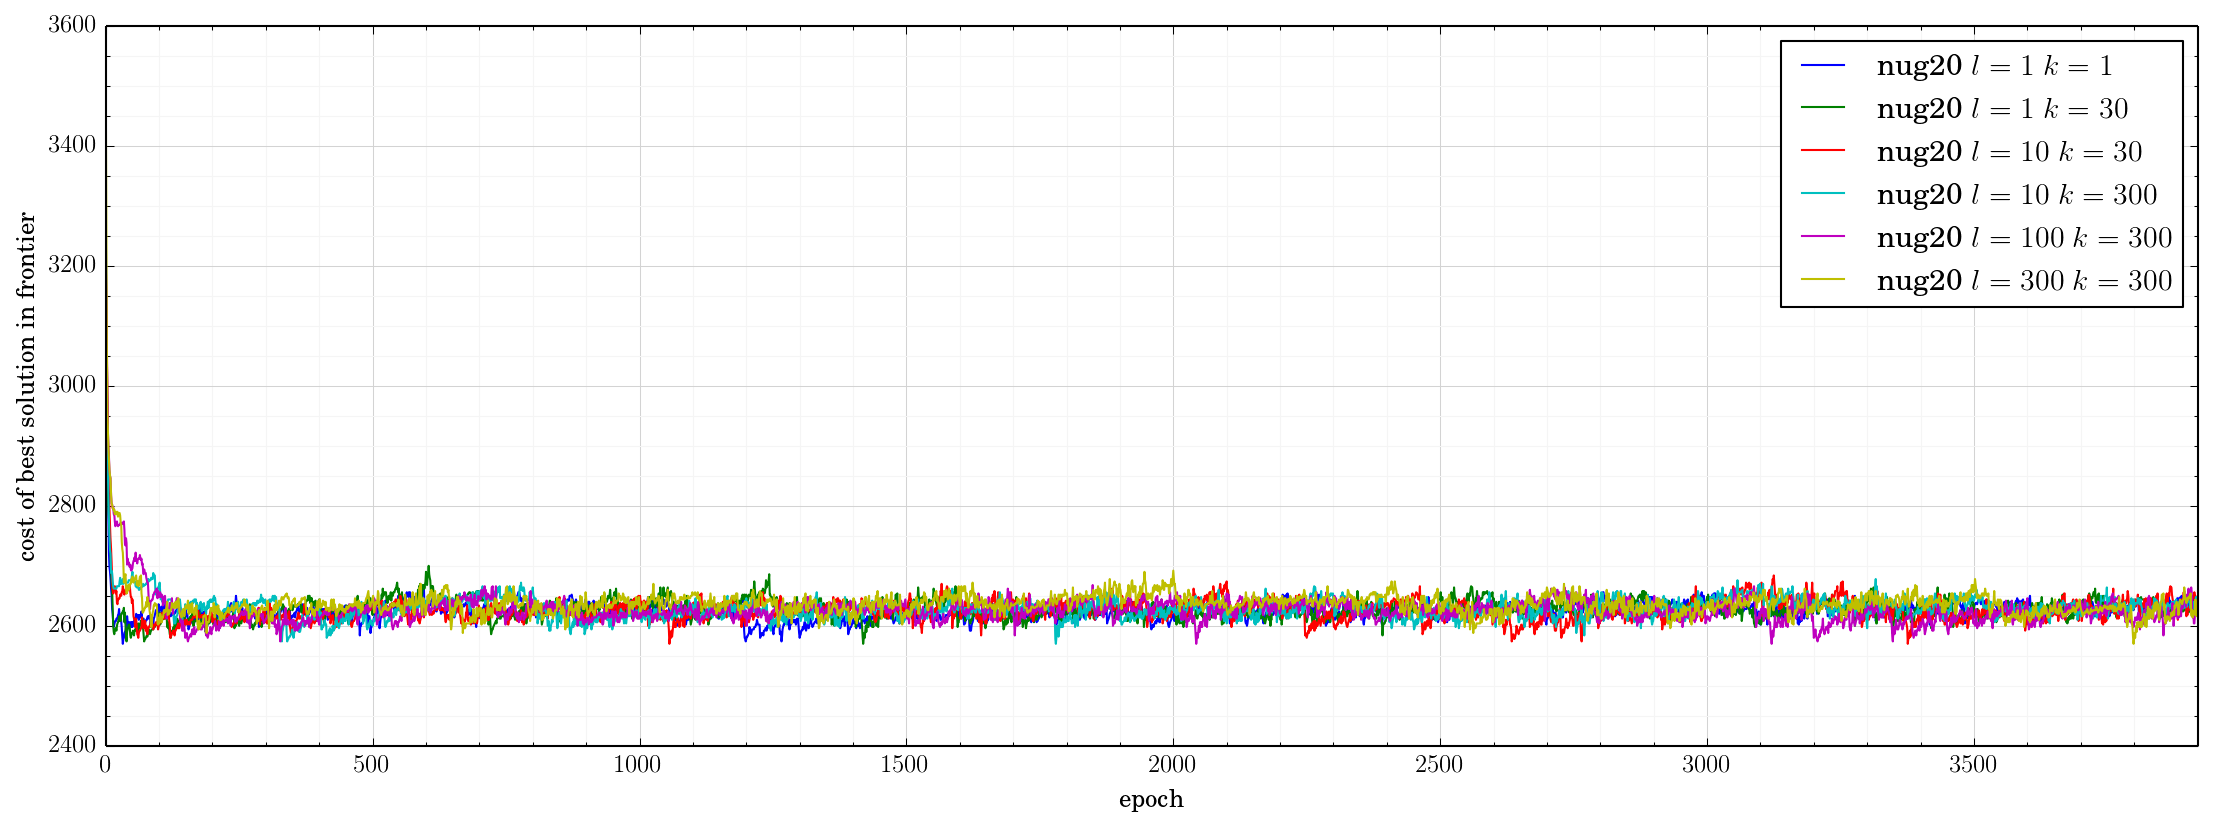 3600
3400
3200
3000
2800
2600
2400
cost of best solution in frontier
0 500 1000 1500 2000 2500 3000 3500
epoch
nug20 l = 1 k = 1
nug20 l = 1 k = 30
nug20 l = 10 k = 30
nug20 l = 10 k = 300
nug20 l = 100 k = 300
nug20 l = 300 k = 300